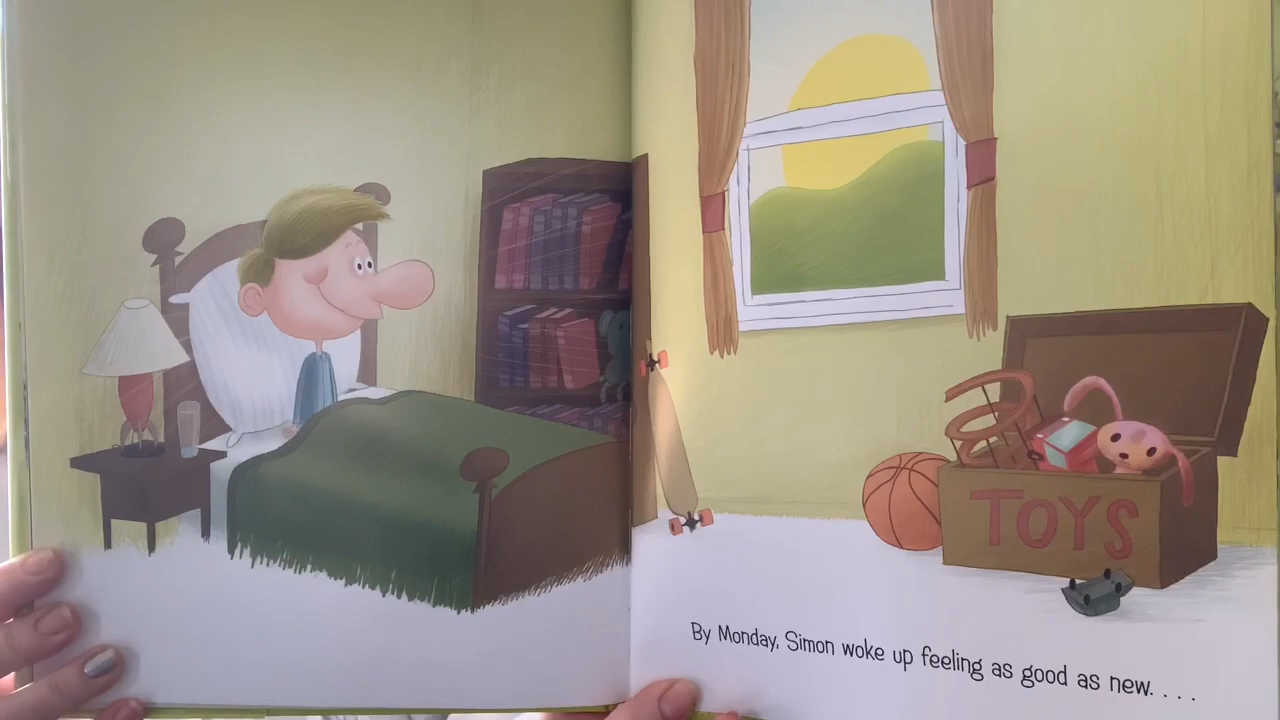 TOYS
By Monday, Simon woke up feeling as good as new. . . .